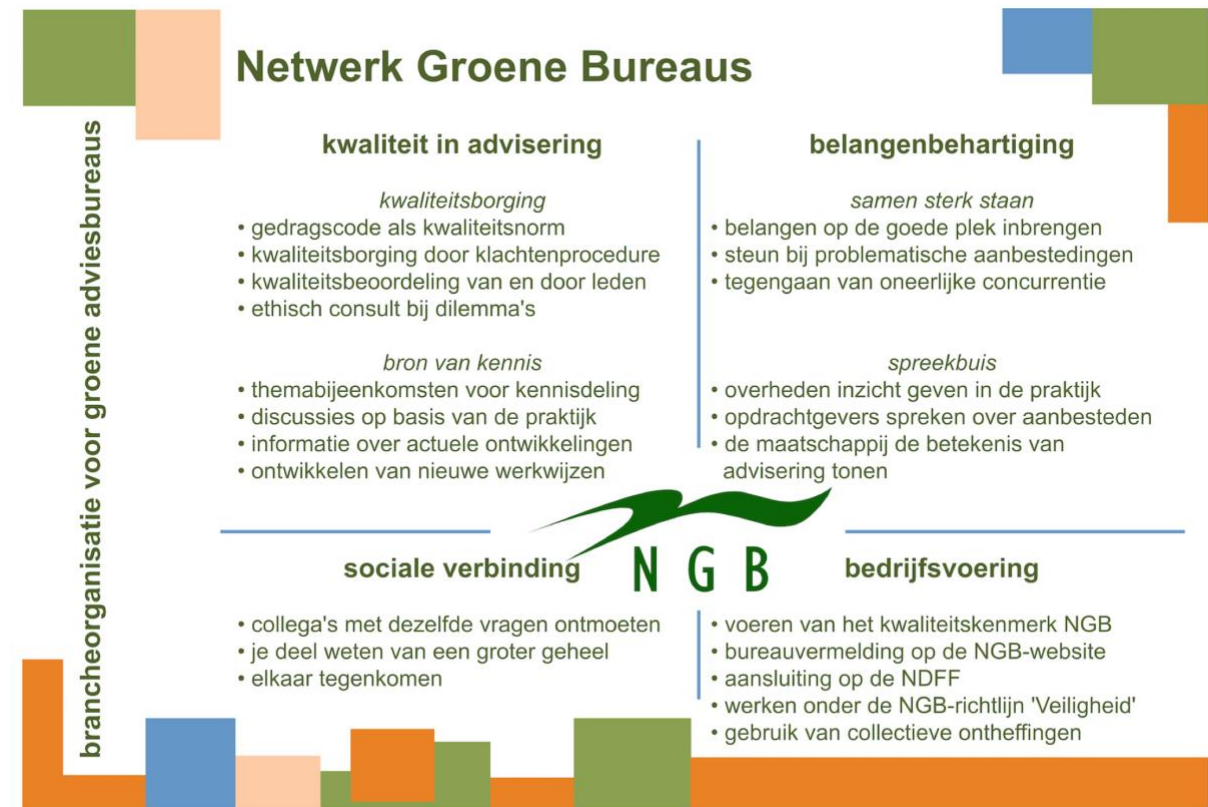 Netwerk Groene Bureaus
brancheorganisatie voor groene adviesbureaus
kwaliteit in advisering
kwaliteitsborging
• gedragscode als kwaliteitsnorm
• kwaliteitsborging door klachtenprocedure
• kwaliteitsbeoordeling van en door leden
• ethisch consult bij dilemma's
bron van kennis
• themabijeenkomsten voor kennisdeling
• discussies op basis van de praktijk
• informatie over actuele ontwikkelingen
• ontwikkelen van nieuwe werkwijzen
belangenbehartiging
samen sterk staan
• belangen op de goede plek inbrengen
• steun bij problematische aanbestedingen
• tegengaan van oneerlijke concurrentie
spreekbuis
• overheden inzicht geven in de praktijk
• opdrachtgevers spreken over aanbesteden
• de maatschappij de betekenis van
advisering tonen
NGB
sociale verbinding
• collega's met dezelfde vragen ontmoeten
• je deel weten van een groter geheel
• elkaar tegenkomen
bedrijfsvoering
• voeren van het kwaliteitskenmerk NGB
• bureauvermelding op de NGB-website
• aansluiting op de NDFF
• werken onder de NGB-richtlijn 'Veiligheid'
• gebruik van collectieve ontheffingen